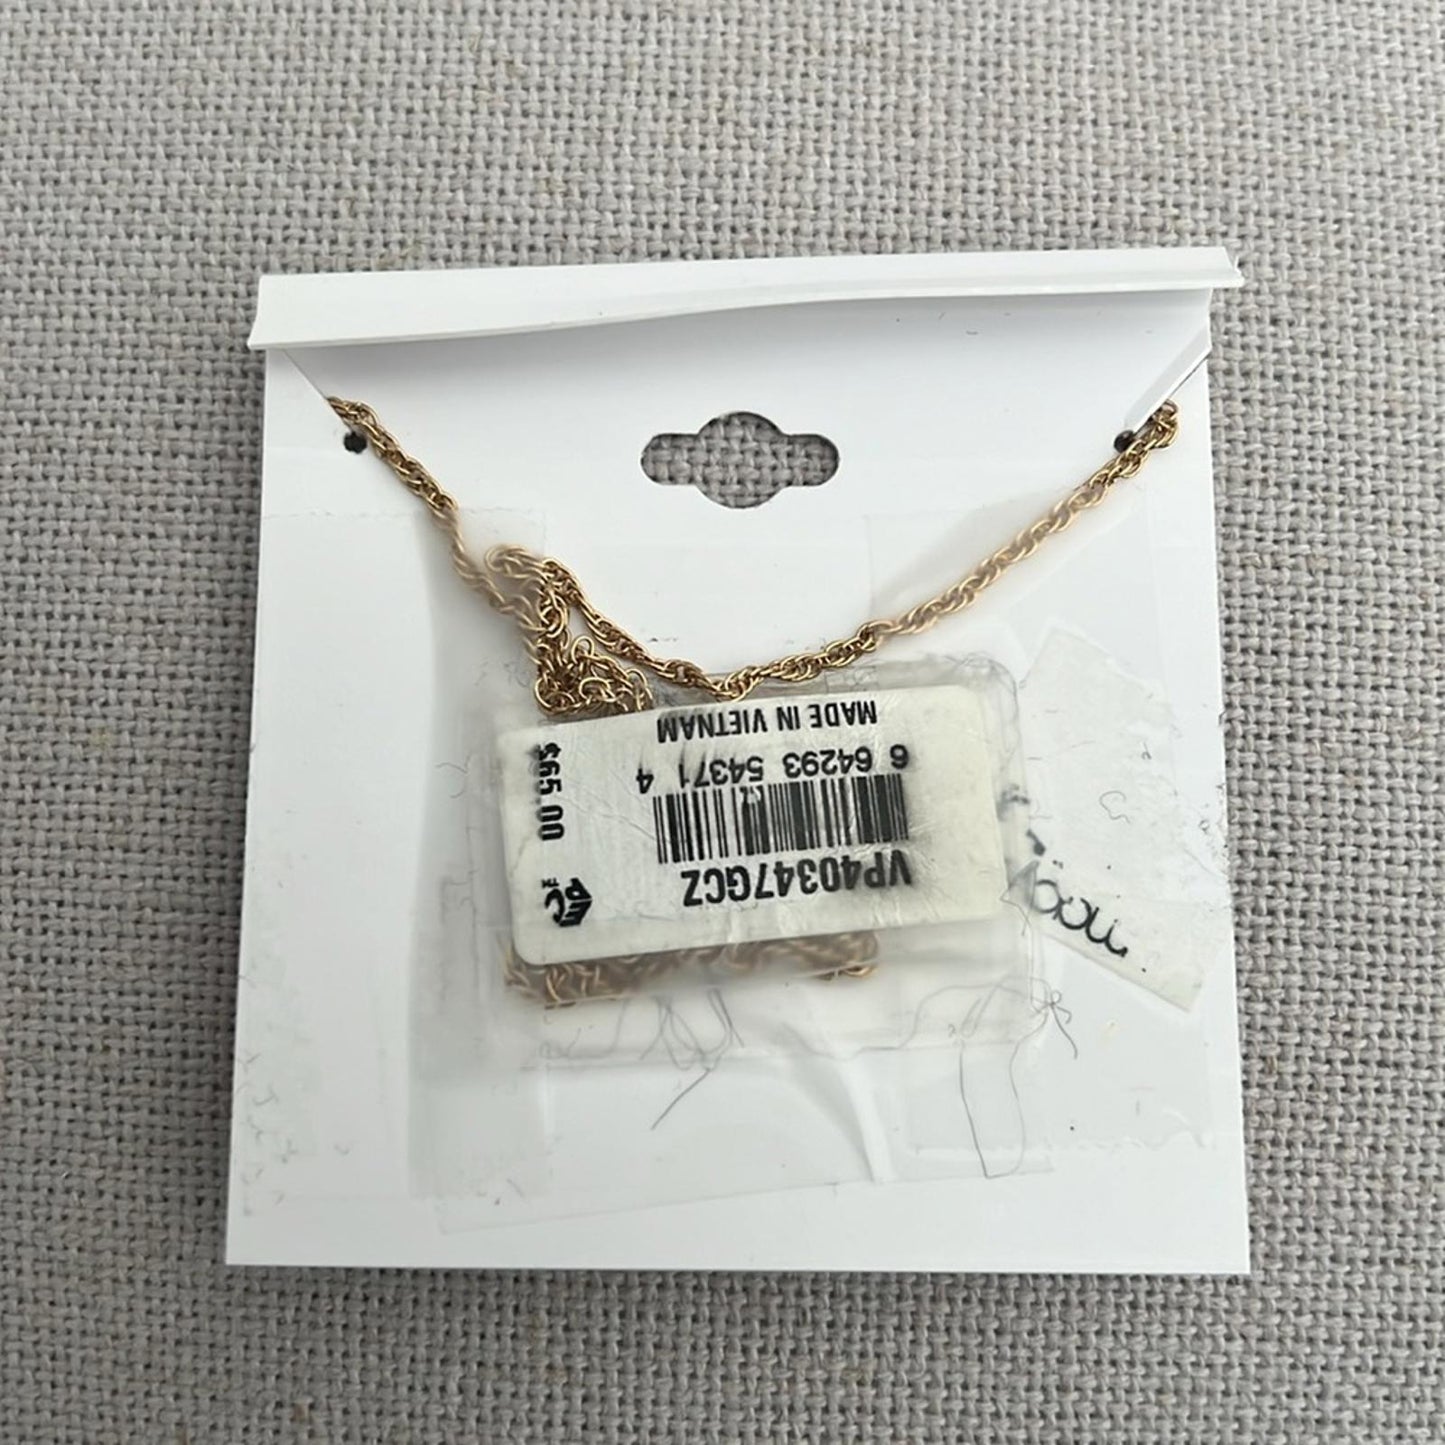 VP40347GCZ
6 64293 54371 4
MADE IN VIETNAM
$65.00